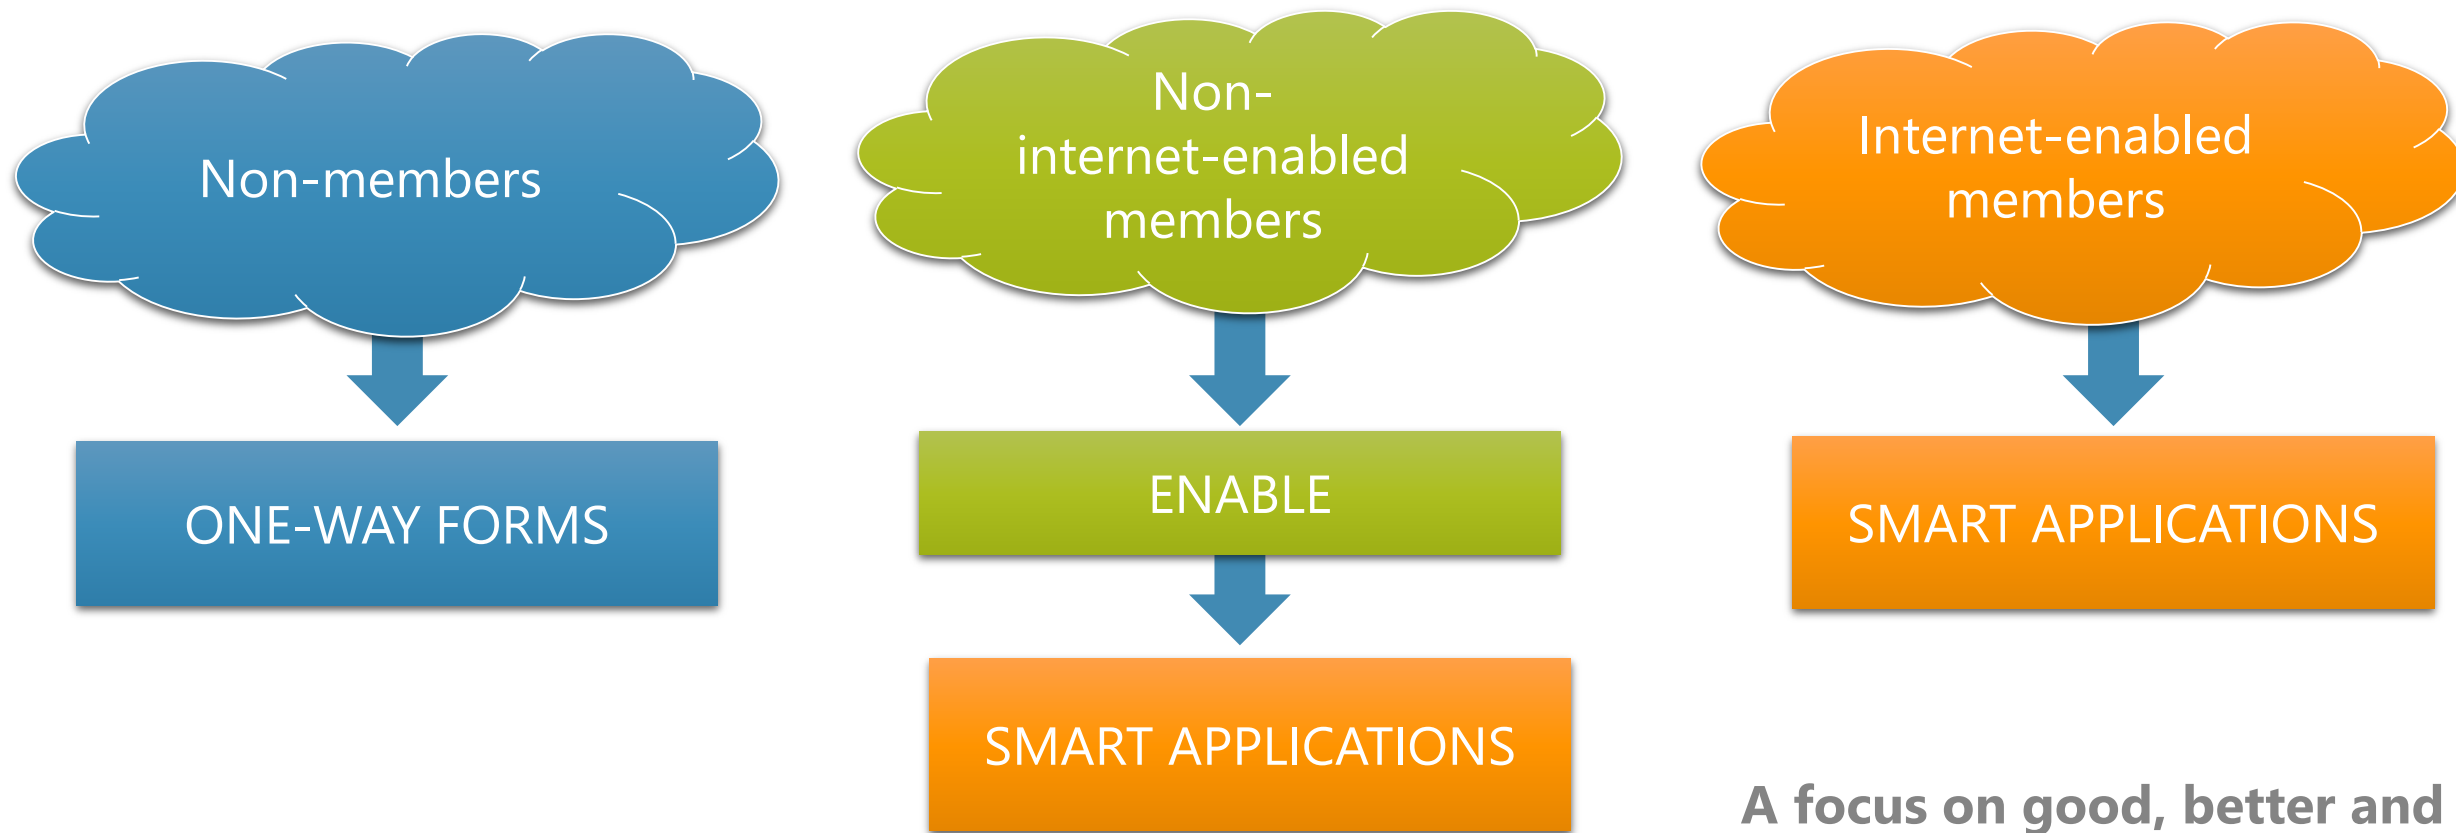 Non-members
Non-
internet-enabled
members
Internet-enabled
members
ONE-WAY FORMS
ENABLE
SMART APPLICATIONS
SMART APPLICATIONS
A focus on good, better and